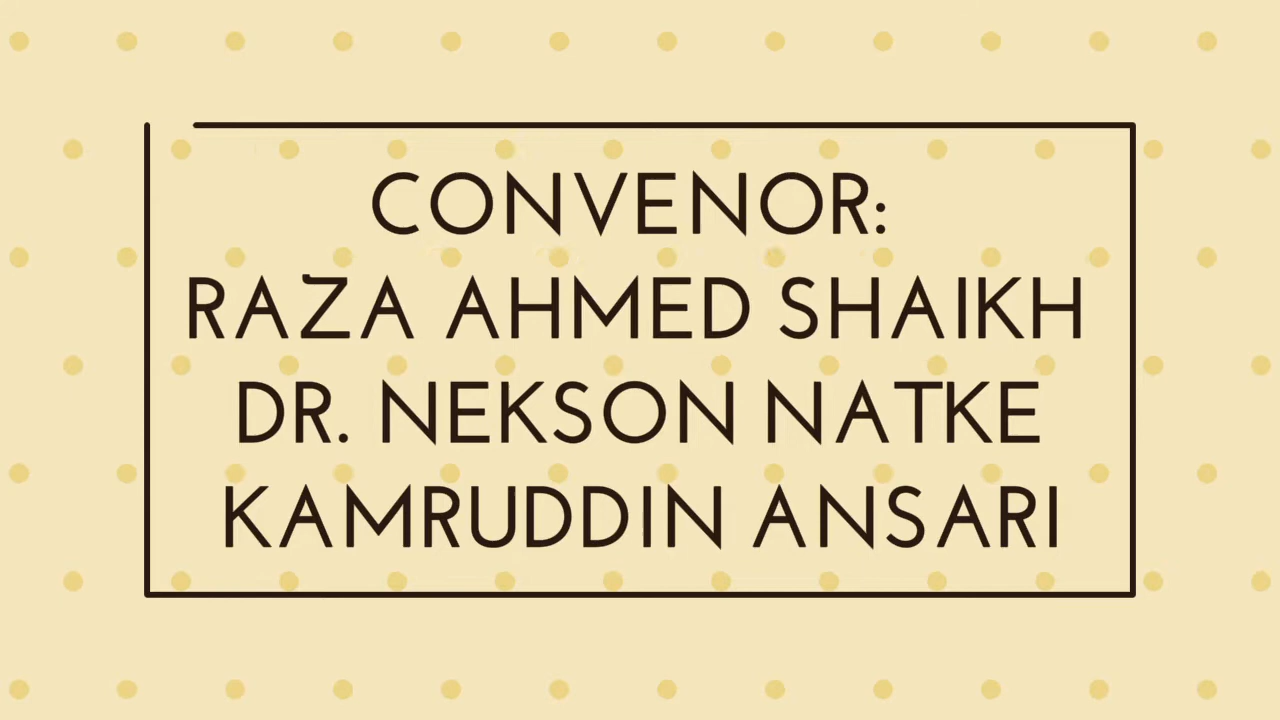 CONVENOR:
RAZA AHMED SHAIKH
DR. NEKSON NATKE
KAMRUDDIN ANSARI